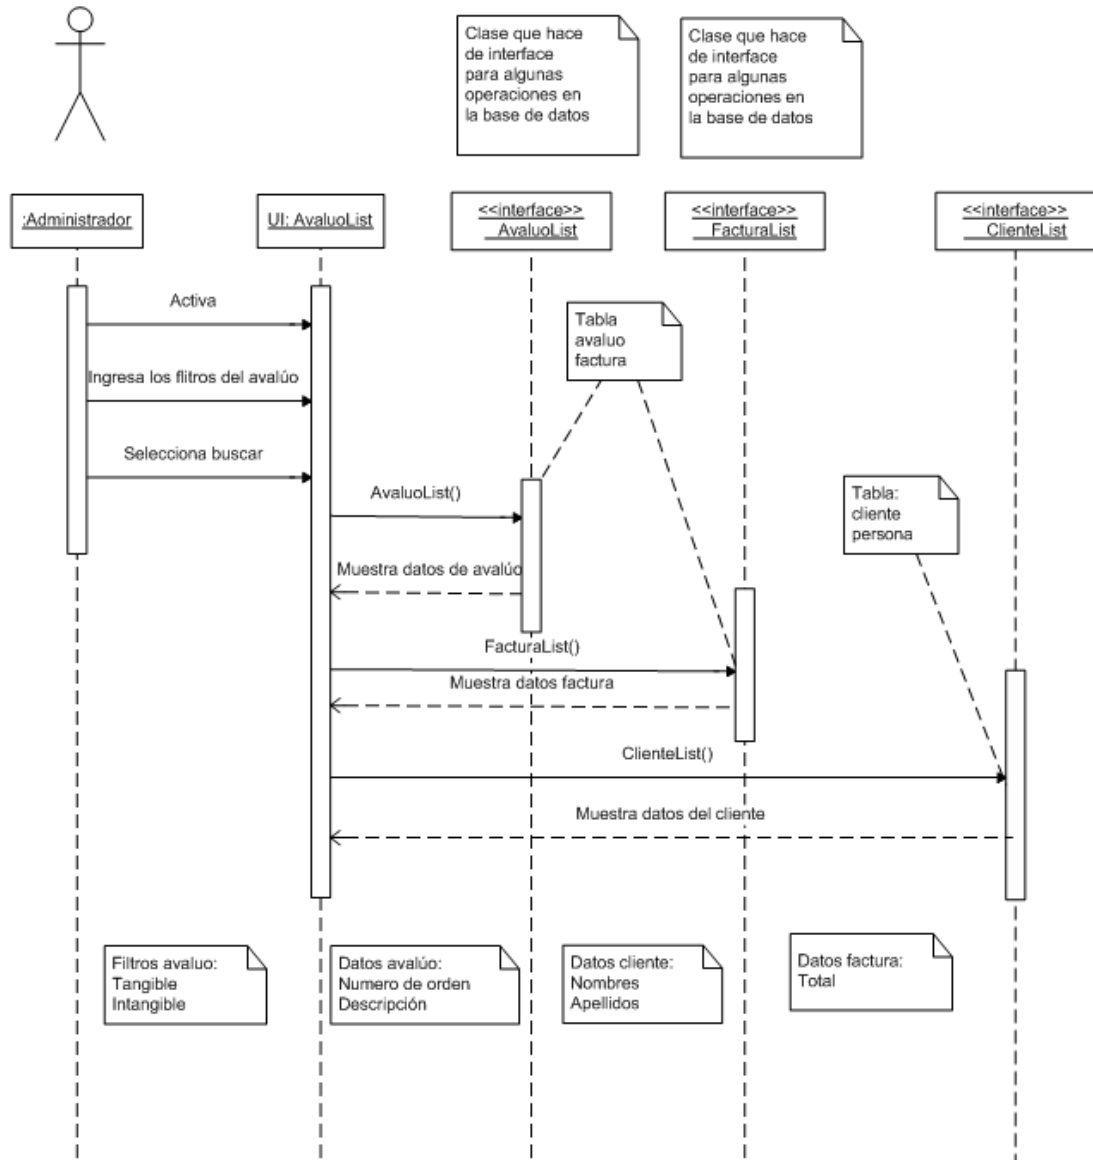 Clase que hace
de interface
para algunas
operaciones en
la base de datos
Clase que hace
de interface
para algunas
operaciones en
la base de datos
:Administrador
UI: AvaluoList
<<interface>>
AvaluoList
<<interface>>
FacturaList
<<interface>>
ClienteList
Activa
Tabla
avaluo
factura
Ingresa los flitros del avalúo
Selecciona buscar
AvaluoList()
Tabla:
cliente
persona
Muestra datos de avalúo
FacturaList()
Muestra datos factura
ClienteList()
Muestra datos del cliente
Filtros avaluo:
Tangible
Intangible
Datos avalúo:
Numero de orden
Descripción
Datos cliente:
Nombres
Apellidos
Datos factura:
Total